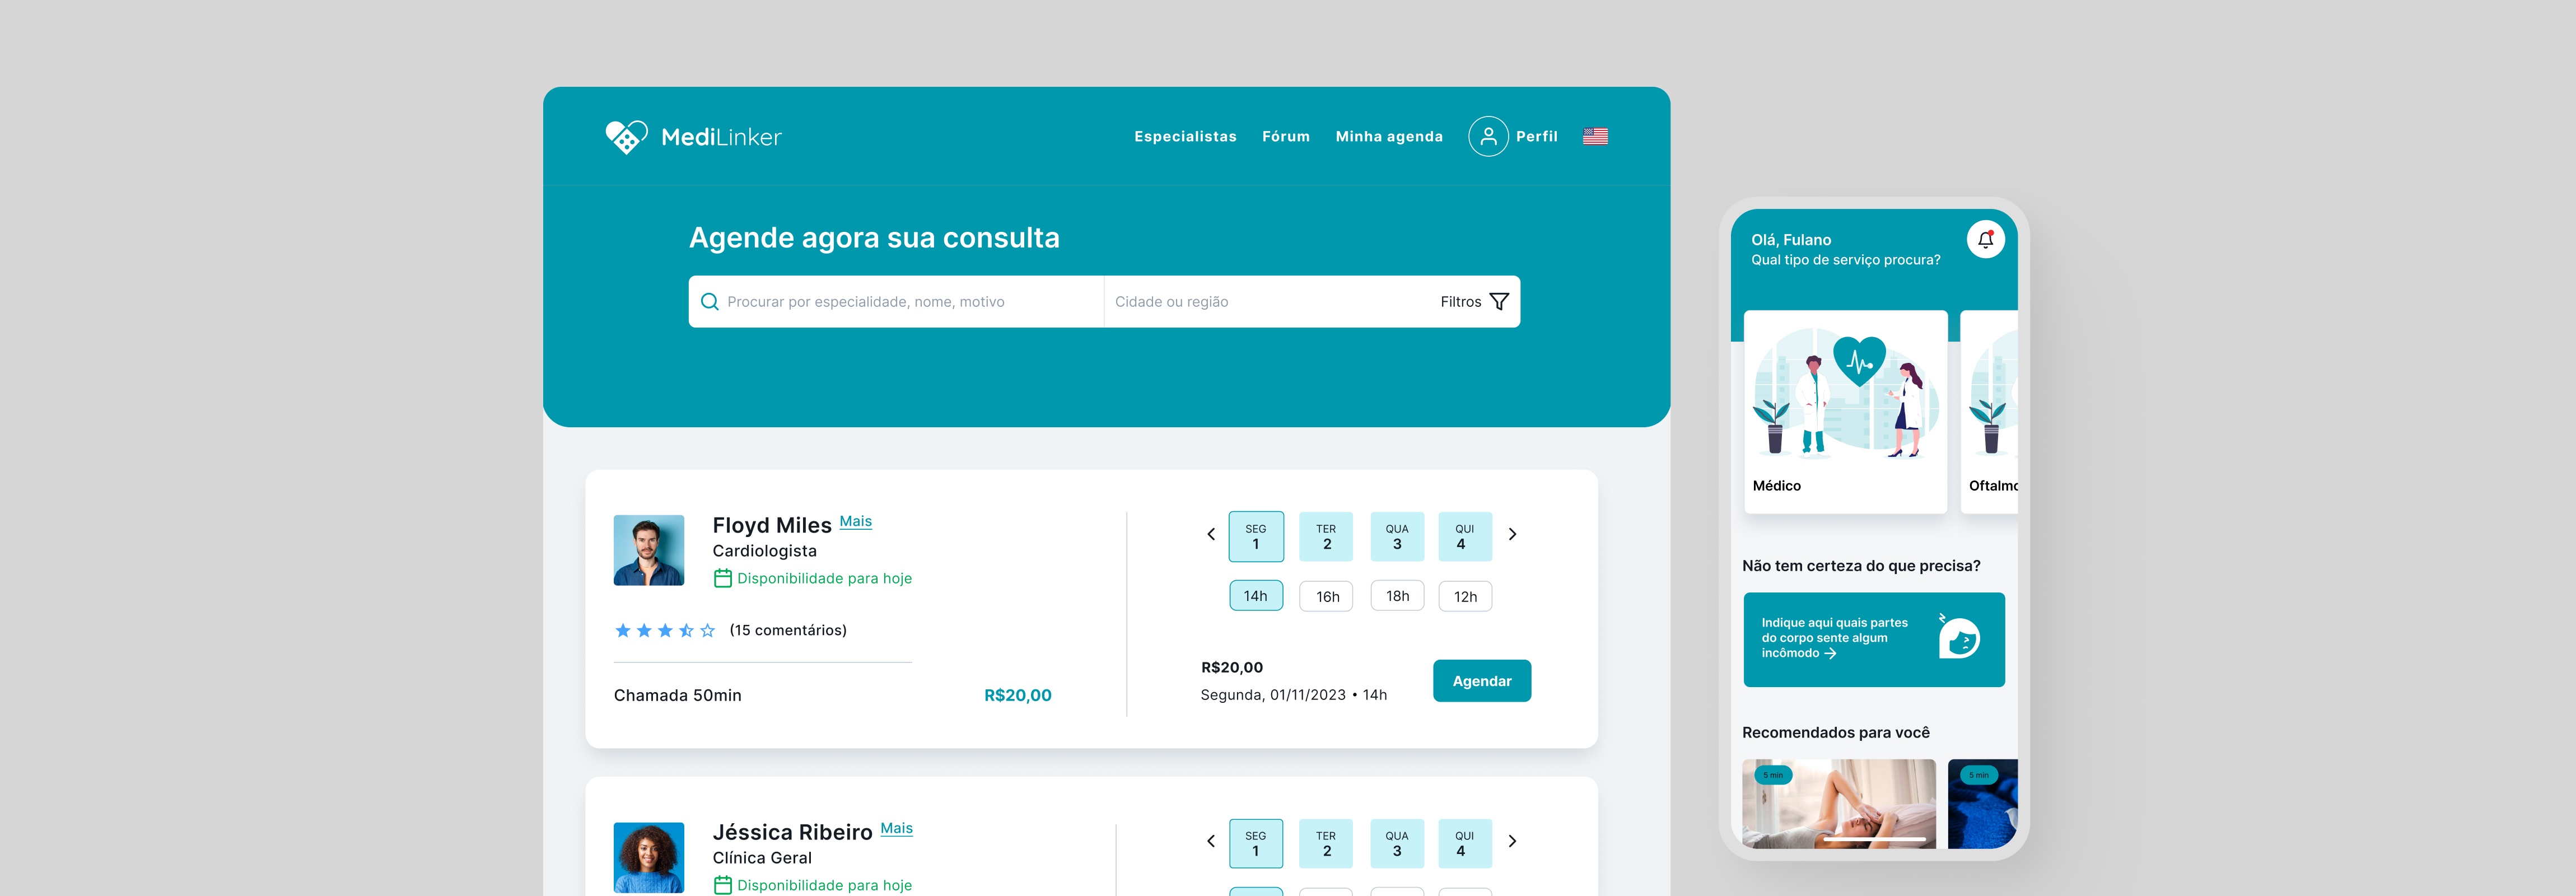 MediLinker
Especialistas
Fórum
Minha agenda
Perfil
Agende agora sua consulta
Procurar por especialidade, nome, motivo
Cidade ou região
Filtros
Floyd Miles Mais
Cardiologista
Disponibilidade para hoje
(15 comentários)
Chamada 50min
R$20,00
SEG
1
TER
2
QUA
3
QUI
4
14h
16h
18h
12h
R$20,00
Segunda, 01/11/2023 • 14h
Agendar
Jéssica Ribeiro Mais
Clínica Geral
Disponibilidade para hoje
SEG
1
TER
2
QUA
3
QUI
4
Olá, Fulano
Qual tipo de serviço procura?
Médico
Oftalmo
Não tem certeza do que precisa?
Indique aqui quais partes
do corpo sente algum
incômodo →
Recomendados para você
5 min
5 min